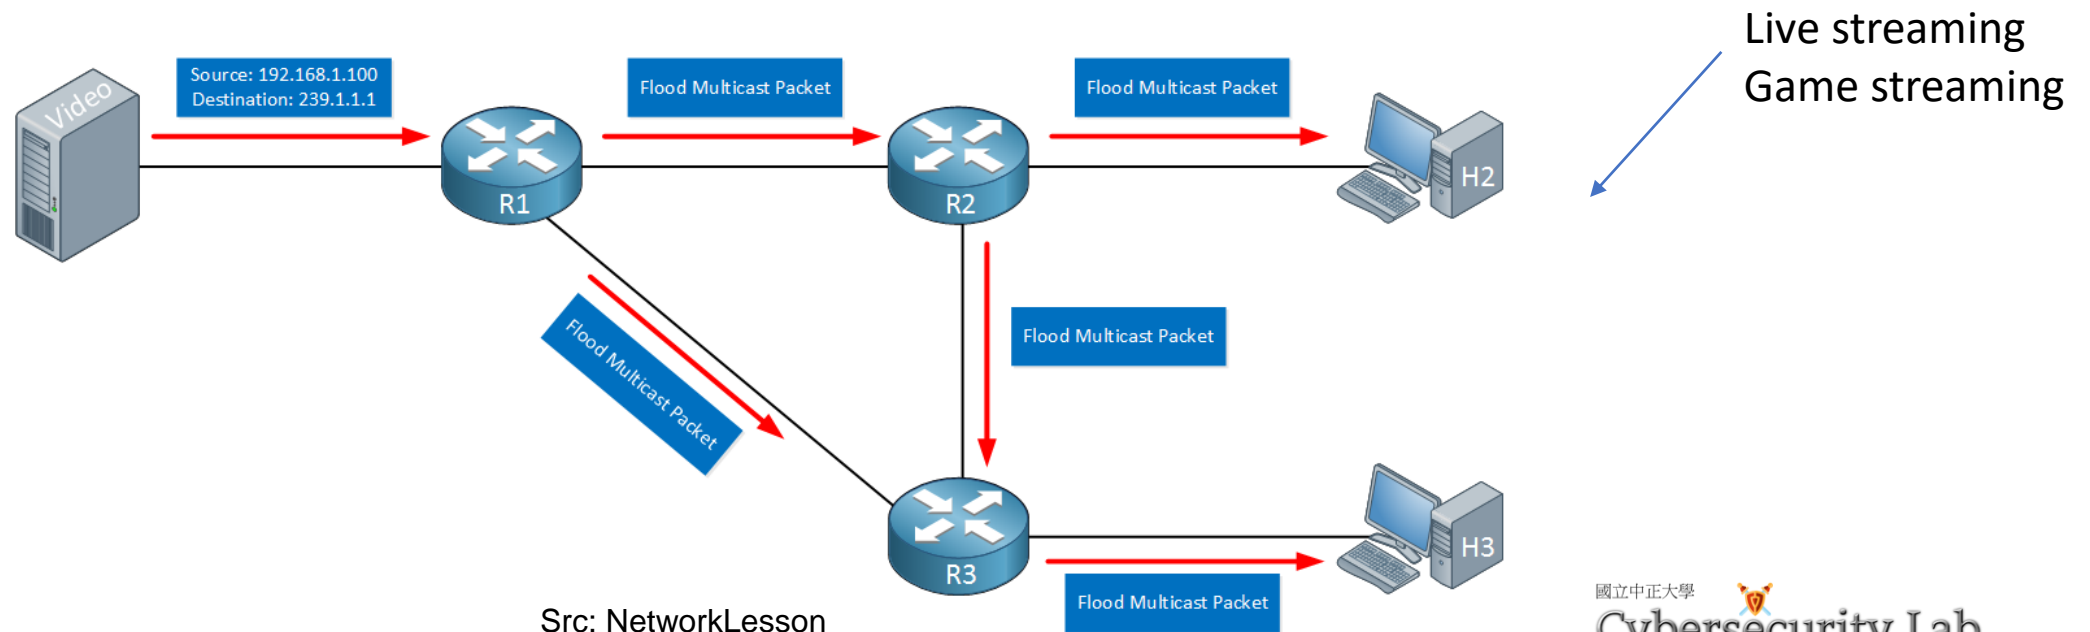 Live streaming
Game streaming
Video
Source: 192.168.1.100
Destination: 239.1.1.1
Flood Multicast Packet
Flood Multicast Packet
R1
R2
H2
Flood Multicast Packet
Flood Multicast Packet
R3
H3
Flood Multicast Packet
Src: NetworkLesson
國立中正大學
Cybersecurity Lab